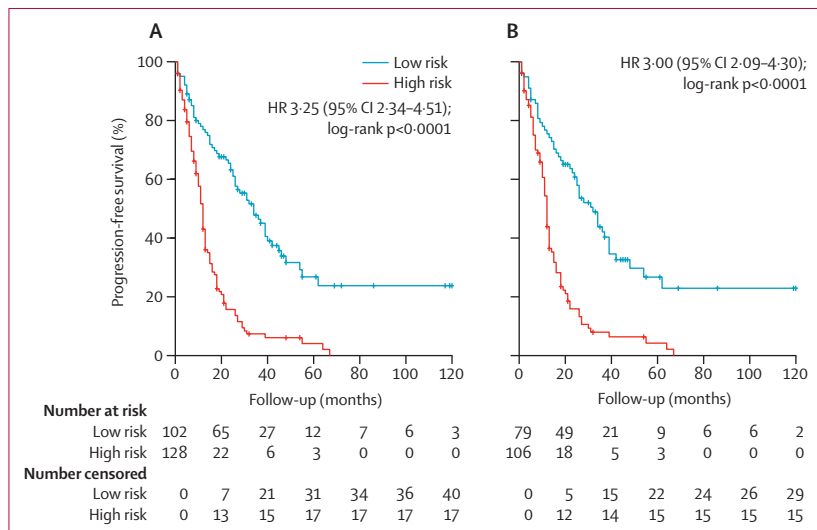 A
B
Low risk
High risk
HR 3·25 (95% CI 2·34–4·51);
log-rank p<0·0001
HR 3·00 (95% CI 2·09–4·30);
log-rank p<0·0001
Progression-free survival (%)
100
80
60
40
20
0
0 20 40 60 80 100 120
Follow-up (months)
0 20 40 60 80 100 120
Follow-up (months)
Number at risk
Low risk 102 65 27 12 7 6 3 79 49 21 9 6 6 2
High risk 128 22 6 3 0 0 0 106 18 5 3 0 0 0
Number censored
Low risk 0 7 21 31 34 36 40 0 5 15 22 24 26 29
High risk 0 13 15 17 17 17 17 0 12 14 15 15 15 15